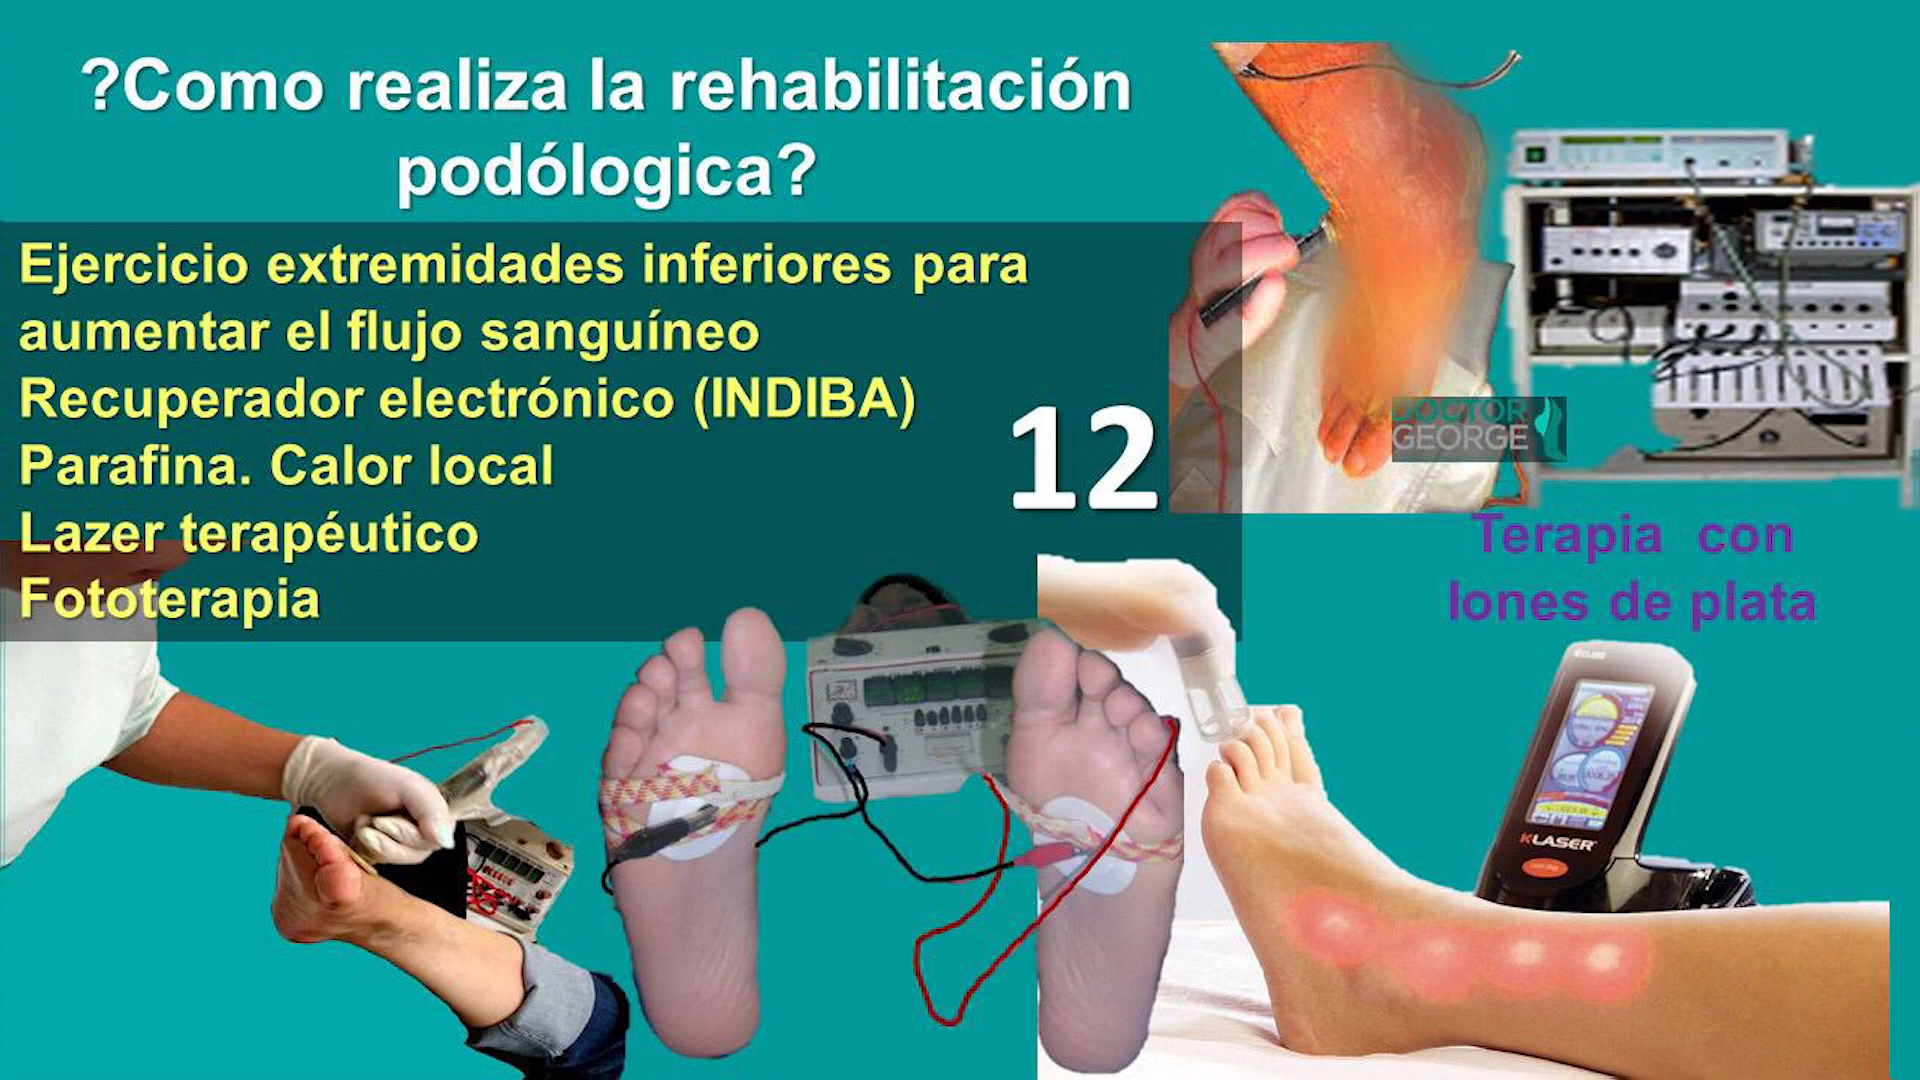 ?Como realiza la rehabilitación
podólogica?
Ejercicio extremidades inferiores para
aumentar el flujo sanguíneo
Recuperador electrónico (INDIBA)
Parafina. Calor local
Lazer terapéutico
Fototerapia
12
DOCTOR
GEORGE
Terapia con
Iones de plata
KLASER